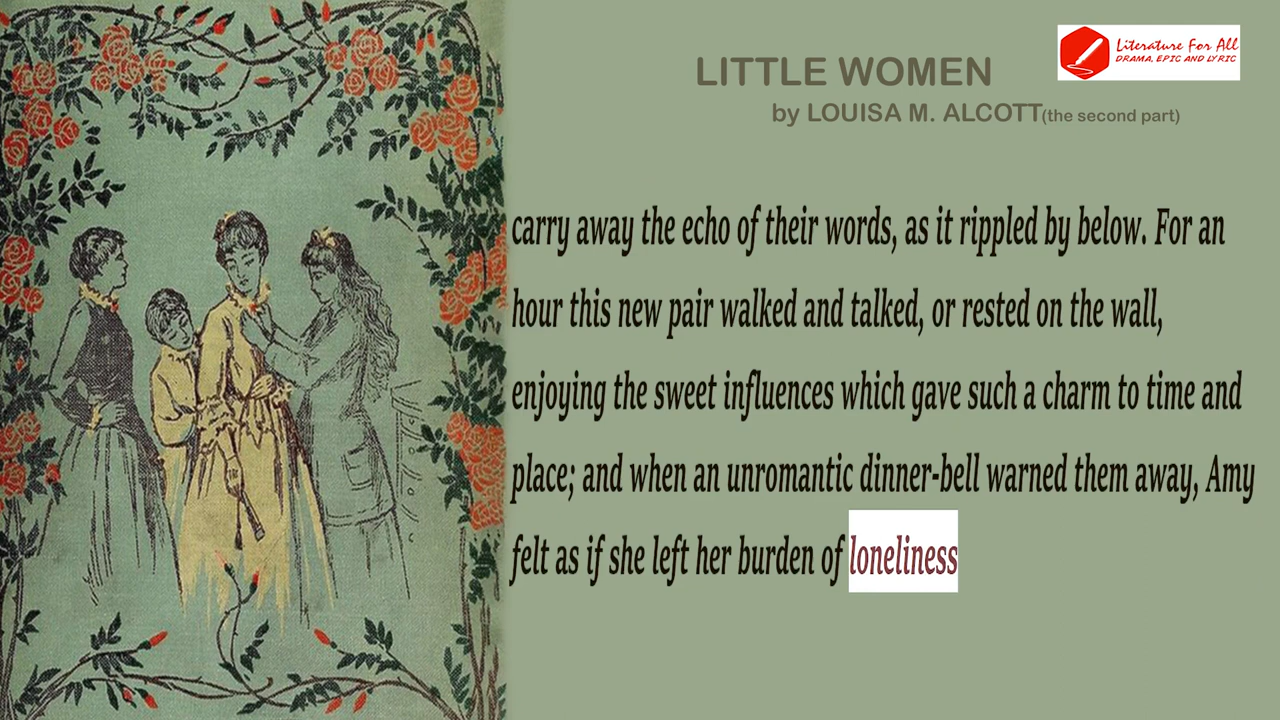 LITTLE WOMEN
by LOUISA M. ALCOTT(the second part)
Literature For All
DRAMA, EPIC AND LYRIC
carry away the echo of their words, as it rippled by below. For an
hour this new pair walked and talked, or rested on the wall,
enjoying the sweet influences which gave such a charm to time and
place; and when an unromantic dinner-bell warned them away, Amy
felt as if she left her burden of loneliness